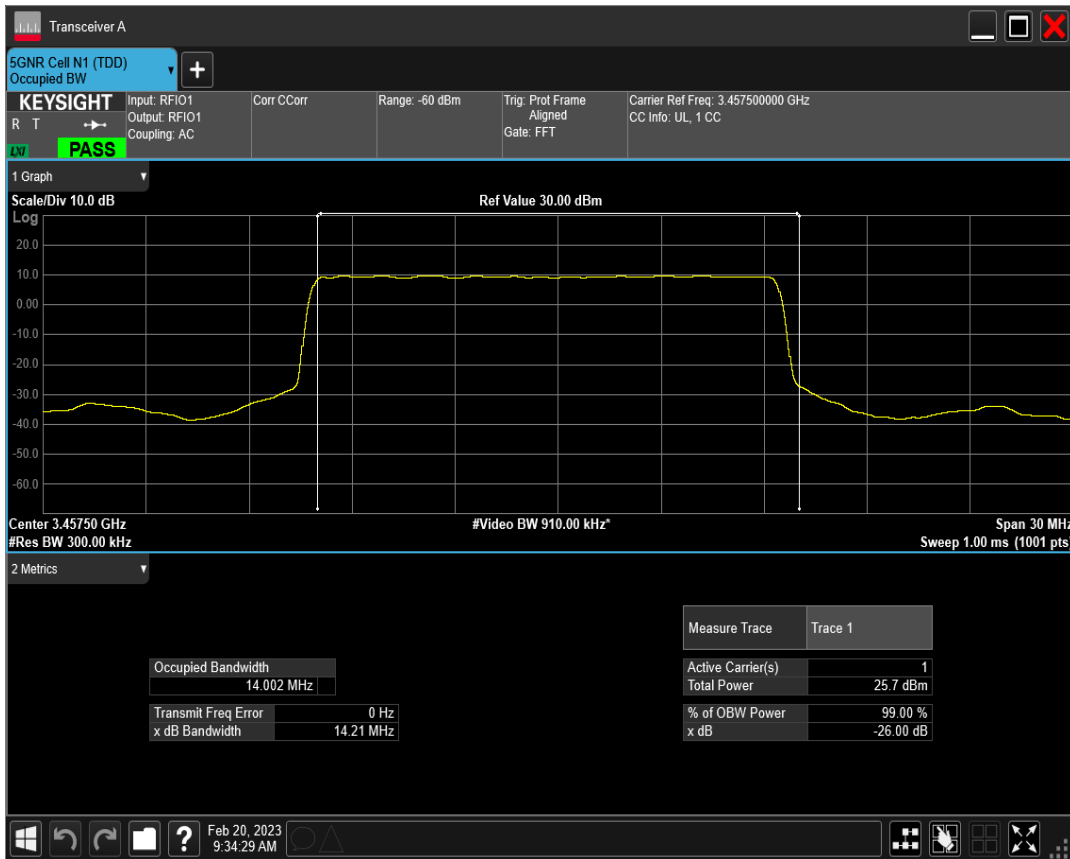 Transceiver A
5GNR Cell N1 (TDD)
Occupied BW
+
KEYSIGHT
R T
LXI
PASS
Input: RFIO1
Output: RFIO1
Coupling: AC
Corr CCorr
Range: -60 dBm
Trig: Prot Frame
Aligned
Gate: FFT
Carrier Ref Freq: 3.457500000 GHz
CC Info: UL, 1 CC
1 Graph
Scale/Div 10.0 dB
Ref Value 30.00 dBm
Log
20.0
10.0
0.00
-10.0
-20.0
-30.0
-40.0
-50.0
-60.0
Center 3.45750 GHz
#Video BW 910.00 kHz*
Span 30 MHz
#Res BW 300.00 kHz
Sweep 1.00 ms (1001 pts)
2 Metrics
Measure Trace Trace 1
Occupied Bandwidth
14.002 MHz
Active Carrier(s) 1
Total Power 25.7 dBm
Transmit Freq Error 0 Hz
x dB Bandwidth 14.21 MHz
% of OBW Power 99.00 %
x dB -26.00 dB
?
Feb 20, 2023
9:34:29 AM